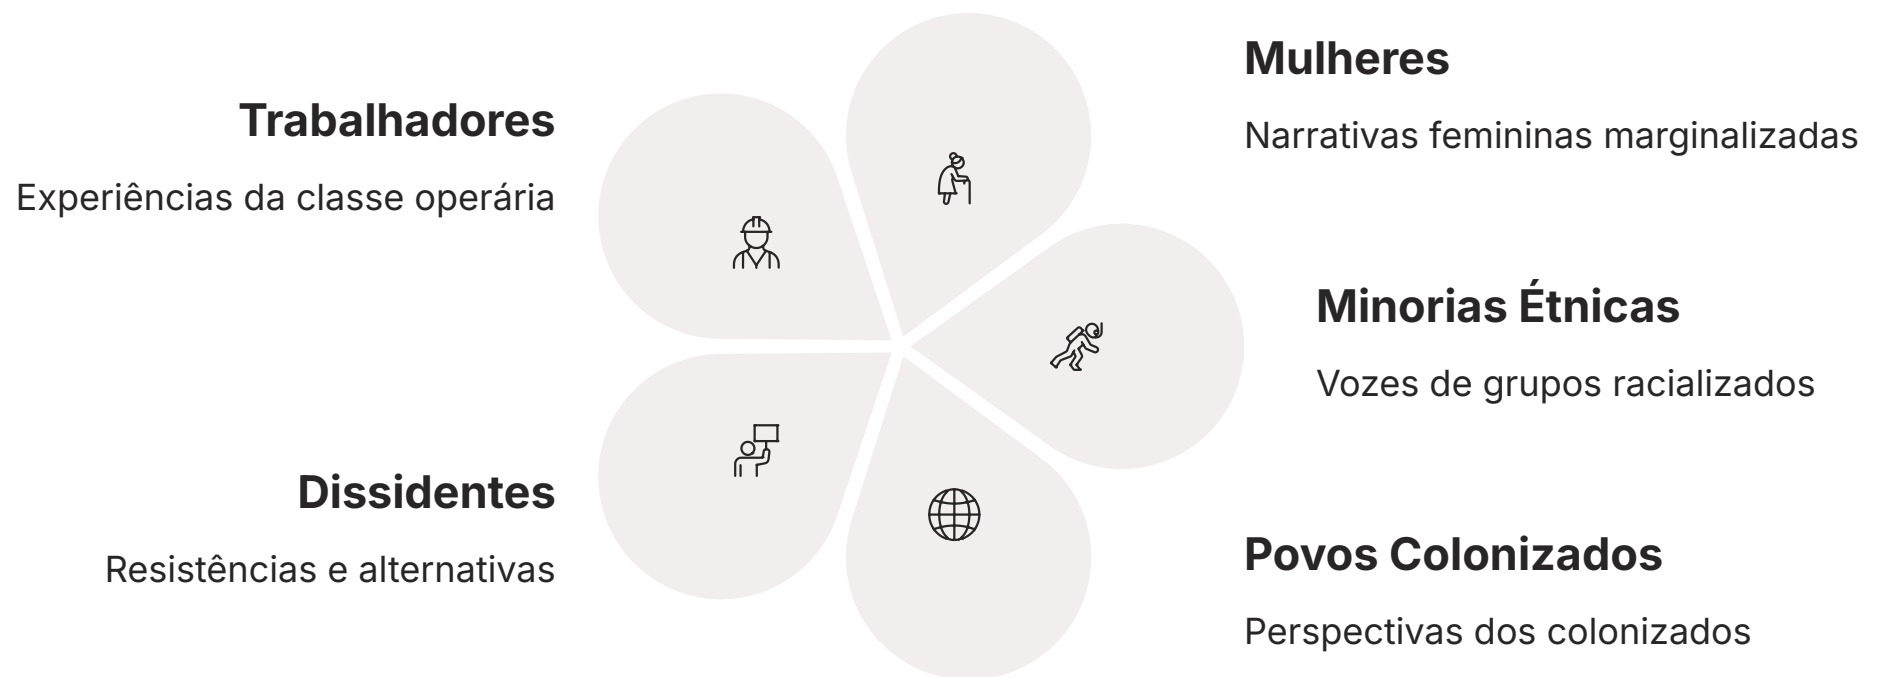 Trabalhadores
Experiências da classe operária
Dissidentes
Resistências e alternativas
Mulheres
Narrativas femininas marginalizadas
Minorias Étnicas
Vozes de grupos racializados
Povos Colonizados
Perspectivas dos colonizados